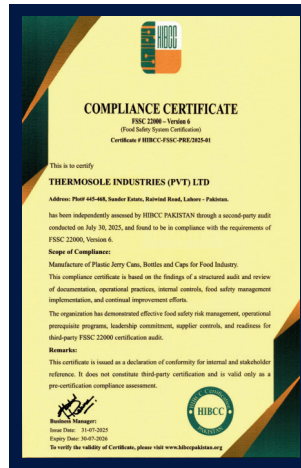 HIBCC
COMPLIANCE CERTIFICATE
FSSC 22000 – Version 6
(Food Safety System Certification)
Certificate # HIBCC-FSSC-PRE/2025-01
This is to certify
THERMOSOLE INDUSTRIES (PVT) LTD
Address: Plot# 445-468, Sunder Estate, Raiwind Road, Lahore - Pakistan.
has been independently assessed by HIBCC PAKISTAN through a second-party audit
conducted on July 30, 2025, and found to be in compliance with the requirements of
FSSC 22000, Version 6.
Scope of Compliance:
Manufacture of Plastic Jerry Cans, Bottles and Caps for Food Industry.
This compliance certificate is based on the findings of a structured audit and review
of documentation, operational practices, internal controls, food safety management
implementation, and continual improvement efforts.
The organization has demonstrated effective food safety risk management, operational
prerequisite programs, leadership commitment, supplier controls, and readiness for
third-party FSSC 22000 certification audit.
Remarks:
This certificate is issued as a declaration of conformity for internal and stakeholder
reference. It does not constitute third-party certification and is valid only as a
pre-certification compliance assessment.
HIBCC
PAKISTAN
Business Manager:
Issue Date: 31-07-2025
Expiry Date: 30-07-2026
To verify the validity of Certificate, please visit www.hibccpakistan.org